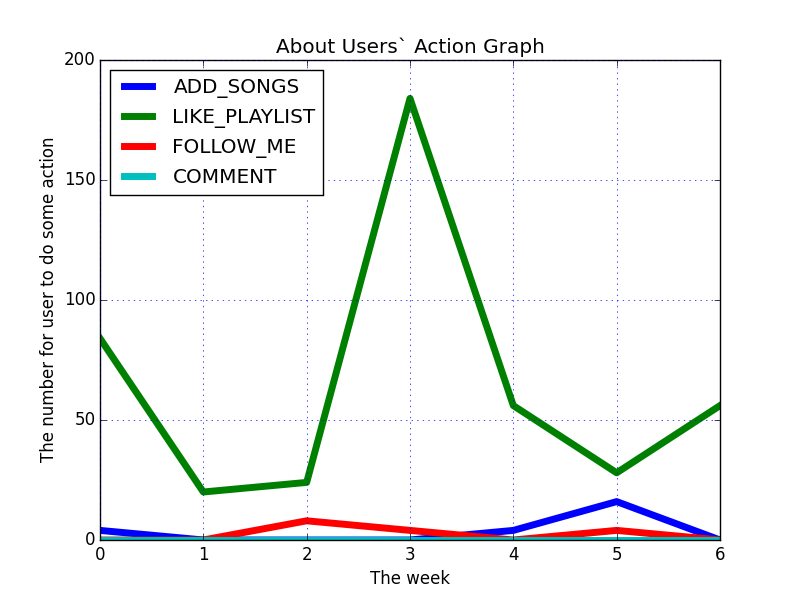 About Users` Action Graph
200
150
100
50
0
ADD_SONGS
LIKE_PLAYLIST
FOLLOW_ME
COMMENT
The number for user to do some action
0 1 2 3 4 5 6
The week